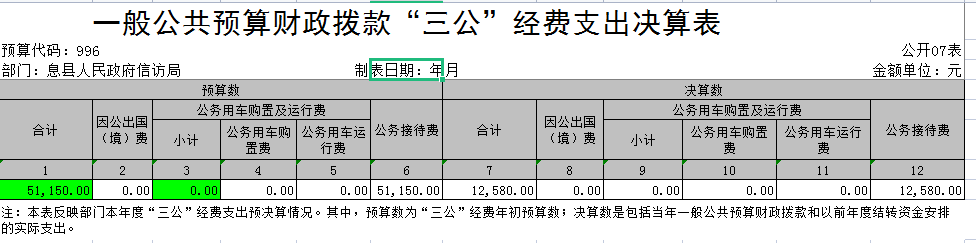 一般公共预算财政拨款“三公”经费支出决算表
预算代码：996 公开07表
部门：息县人民政府信访局 制表日期：年月 金额单位：元
预算数 决算数
合计 因公出国（境）费 公务用车购置及运行费 公务接待费 合计 因公出国（境）费 公务用车购置及运行费 公务接待费
小计 公务用车购置费 公务用车运行费 小计 公务用车购置费 公务用车运行费
1 2 3 4 5 6 7 8 9 10 11 12
51,150.00 0.00 0.00 0.00 0.00 51,150.00 12,580.00 0.00 0.00 0.00 0.00 12,580.00
注：本表反映部门本年度“三公”经费支出预决算情况。其中，预算数为“三公”经费年初预算数；决算数是包括当年一般公共预算财政拨款和以前年度结转资金安排
的实际支出。